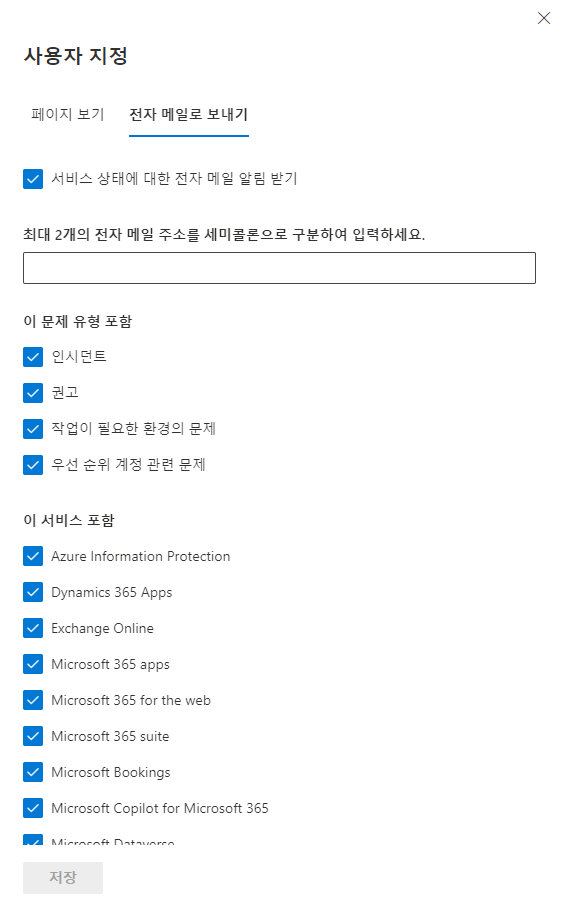 사용자 지정
페이지 보기 전자 메일로 보내기
서비스 상태에 대한 전자 메일 알림 받기
최대 2개의 전자 메일 주소를 세미콜론으로 구분하여 입력하세요.
이 문제 유형 포함
인시던트
권고
작업이 필요한 환경의 문제
우선 순위 계정 관련 문제
이 서비스 포함
Azure Information Protection
Dynamics 365 Apps
Exchange Online
Microsoft 365 apps
Microsoft 365 for the web
Microsoft 365 suite
Microsoft Bookings
Microsoft Copilot for Microsoft 365
Microsoft Dataverse
저장